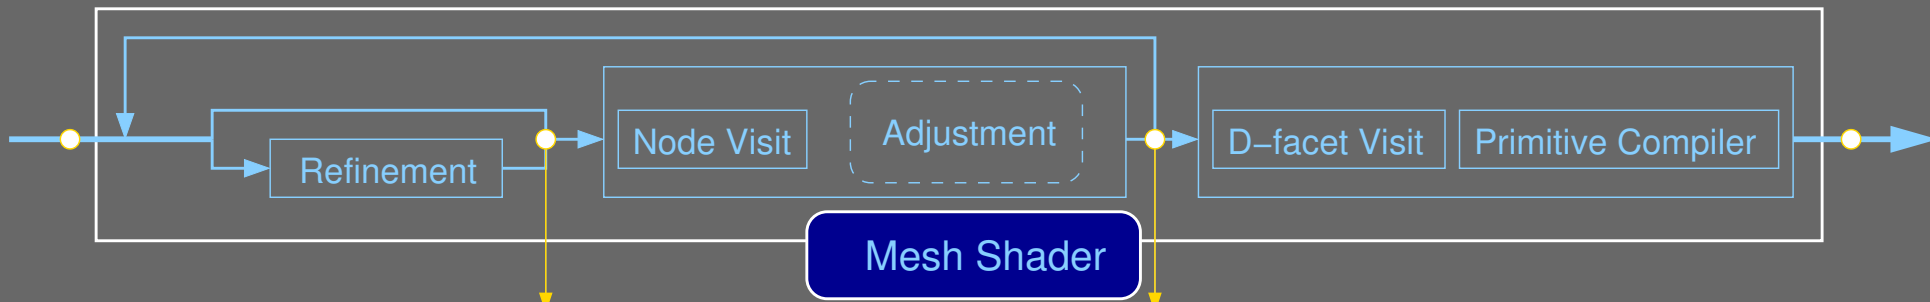 Refinement
Node Visit
Adjustment
D–facet Visit
Primitive Compiler
Mesh Shader